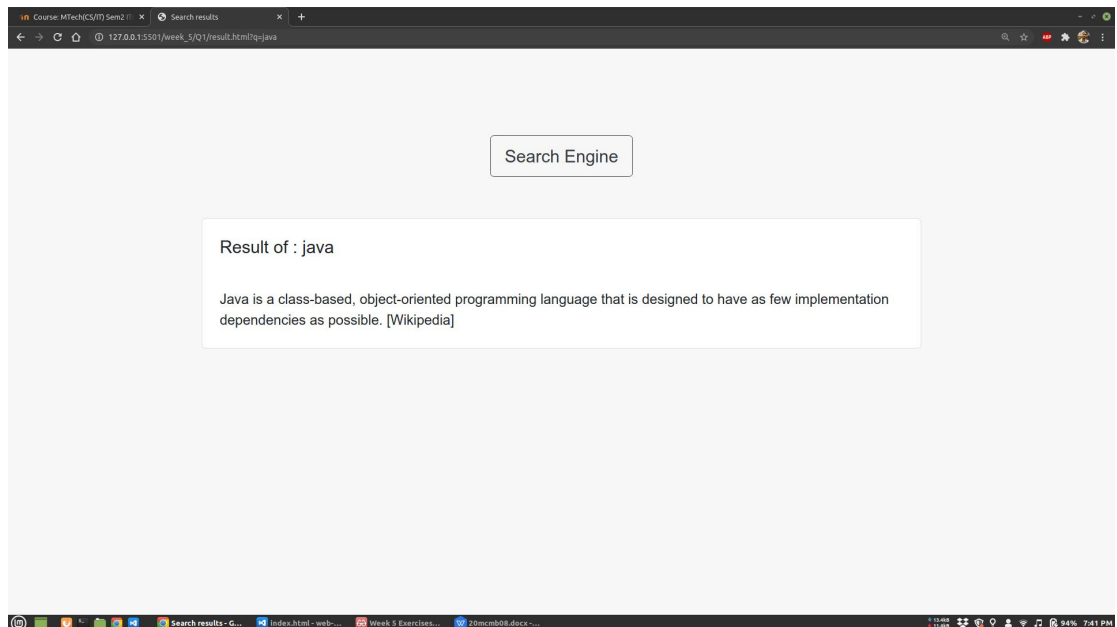 Course: MTech(CS/IT) Sem2 IT
Search results
127.0.0.1:5501/week_5/Q1/result.html?q=java
ABP
Search Engine
Result of : java
Java is a class-based, object-oriented programming language that is designed to have as few implementation
dependencies as possible. [Wikipedia]
Search results - G...
index.html - web-...
Week 5 Exercises...
20mcmb08.docx -...
94%
7:41 PM